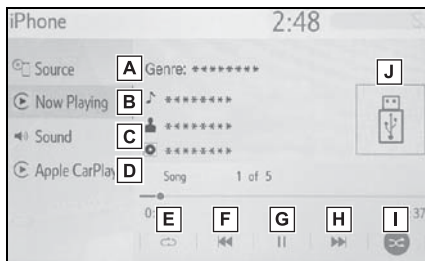 iPhone 2:48
Source A Genre: ******** J
Now Playing B ********
Sound C ********
Apple CarPlay D ********
Song 1 of 5
0: 37
E F G H I